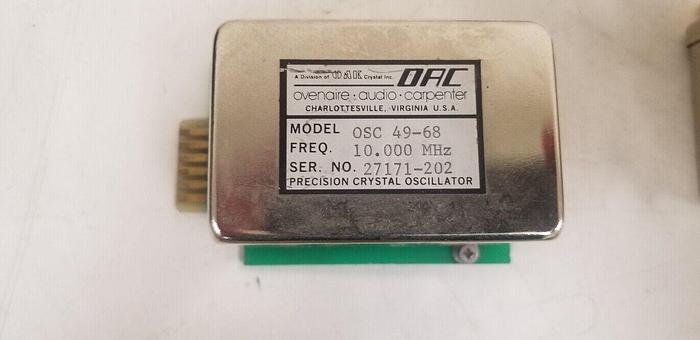 A Division of OAK Crystal Inc. OAC
ovenaire · audio · carpenter
CHARLOTTESVILLE, VIRGINIA U.S.A.
MODEL OSC 49-68
FREQ. 10.000 MHz
SER. NO. 27171-202
PRECISION CRYSTAL OSCILLATOR